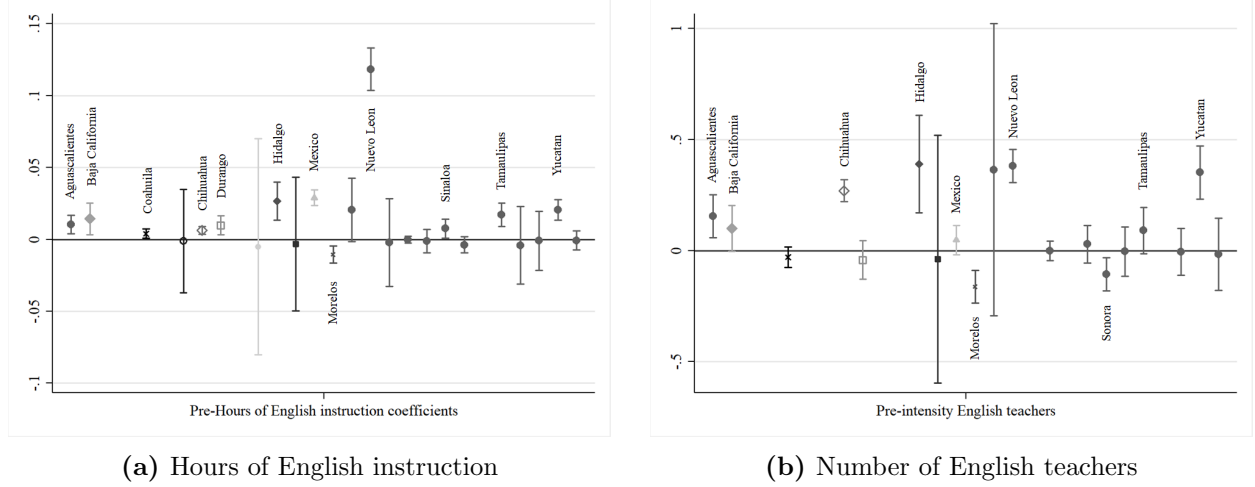 .15
.1
.05
0
-.05
-.1
Aguascalientes
Baja California
Coahuila
Chihuahua
Durango
Hidalgo
Mexico
Morelos
Nuevo Leon
Sinaloa
Tamaulipas
Yucatan
Pre-Hours of English instruction coefficients
(a) Hours of English instruction
1
.5
0
-.5
Aguascalientes
Baja California
Chiihuahua
Hidalgo
Mexico
Morelos
Nuevo Leon
Sonora
Tamaulipas
Yucatan
Pre-intensity English teachers
(b) Number of English teachers